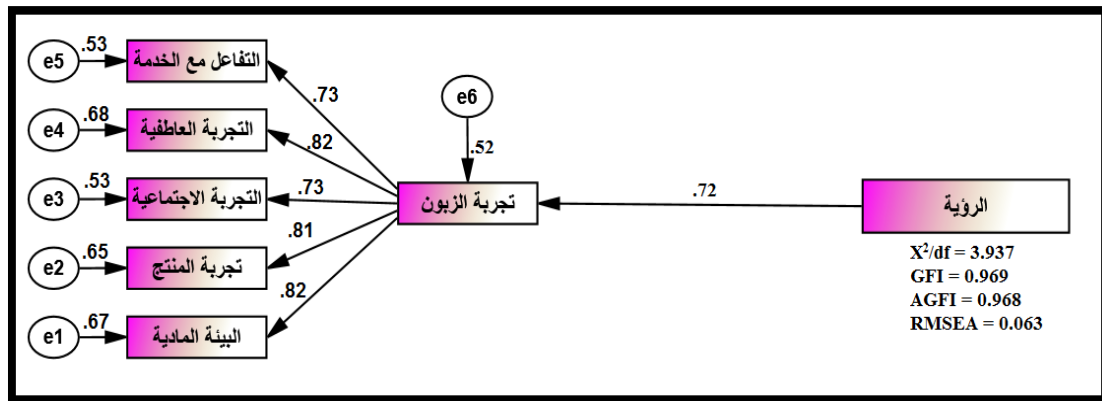 e5
.53
التفاعل مع الخدمة
.73
e4
.68
التجربة العاطفية
.82
e3
.53
التجربة الاجتماعية
.73
e2
.65
تجربة المنتج
.81
e1
.67
البيئة المادية
.82
e6
.52
تجربة الزبون
.72
الرؤية
X²/df = 3.937
GFI = 0.969
AGFI = 0.968
RMSEA = 0.063